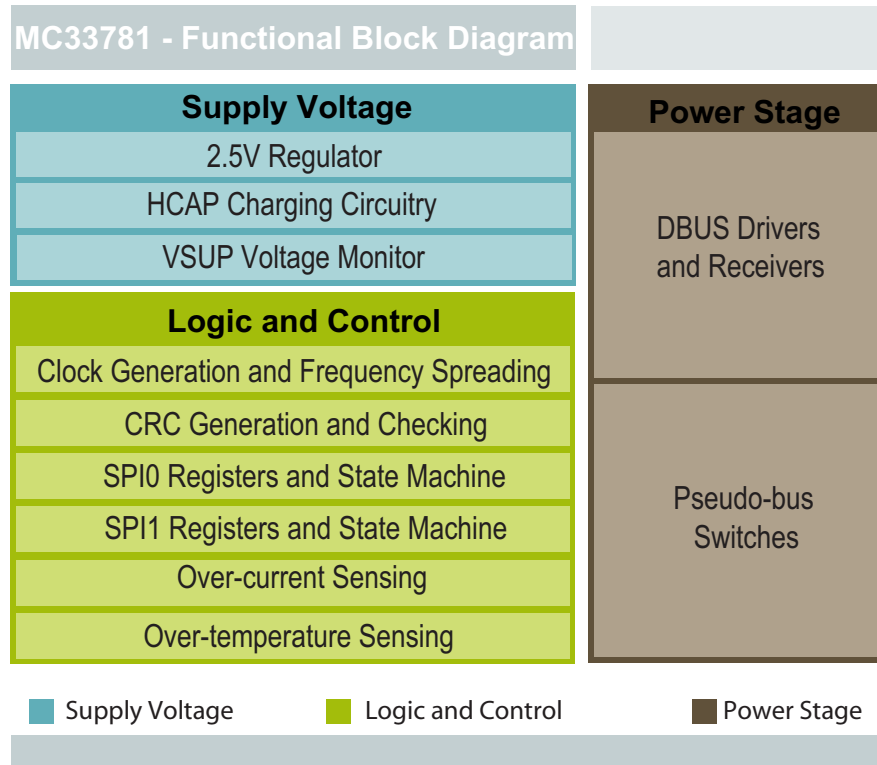 MC33781 - Functional Block Diagram
Supply Voltage
2.5V Regulator
HCAP Charging Circuitry
VSUP Voltage Monitor
Logic and Control
Clock Generation and Frequency Spreading
CRC Generation and Checking
SPI0 Registers and State Machine
SPI1 Registers and State Machine
Over-current Sensing
Over-temperature Sensing
Power Stage
DBUS Drivers
and Receivers
Pseudo-bus
Switches
Supply Voltage
Logic and Control
Power Stage